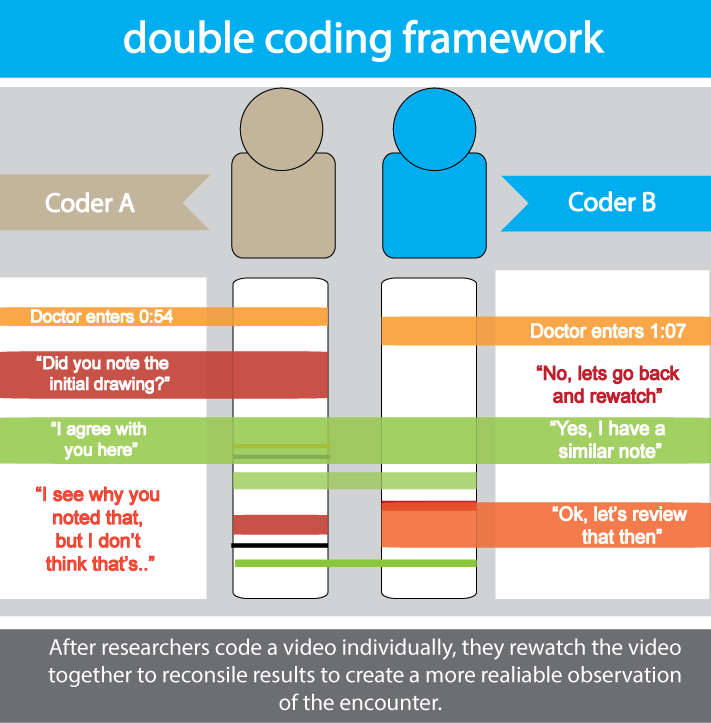 double coding framework
Coder A
Coder B
Doctor enters 0:54
Doctor enters 1:07
“Did you note the
initial drawing?”
“No, lets go back
and rewatch”
“I agree with
you here”
“Yes, I have a
similar note”
“I see why you
noted that,
but I don’t
think that’s..”
“Ok, let’s review
that then”
After researchers code a video individually, they rewatch the video
together to reconsile results to create a more realiable observation
of the encounter.